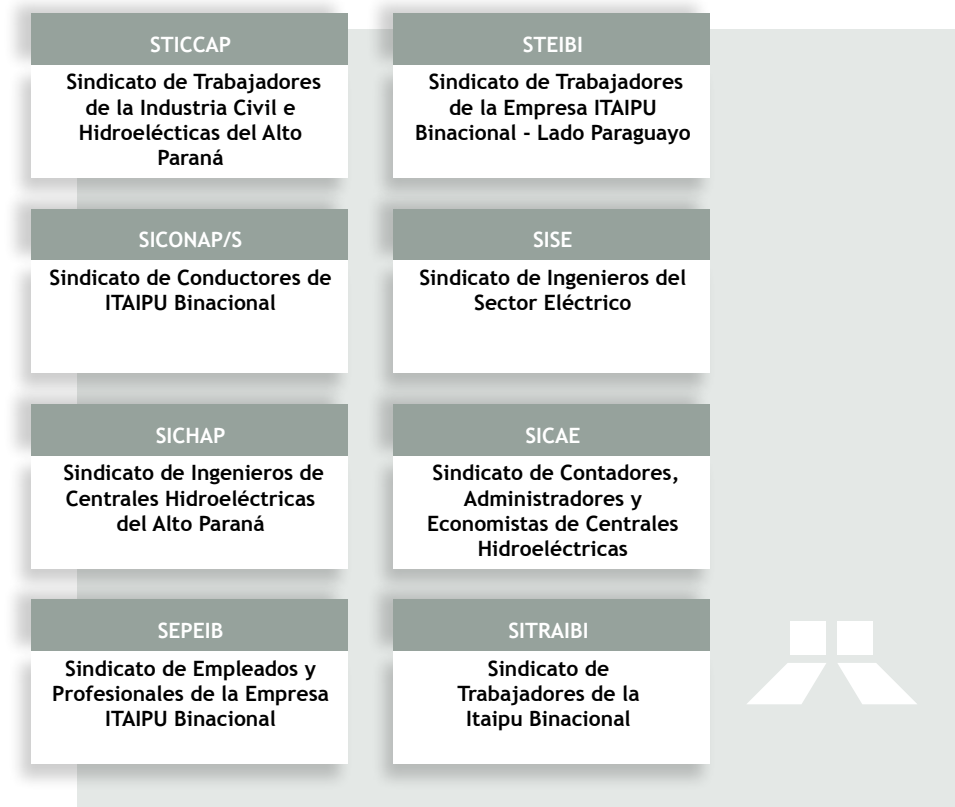 STICCAP
Sindicato de Trabajadores
de la Industria Civil e
Hidroelécticas del Alto
Paraná
STEIBI
Sindicato de Trabajadores
de la Empresa ITAIPU
Binacional - Lado Paraguayo
SICONAP/S
Sindicato de Conductores de
ITAIPU Binacional
SISE
Sindicato de Ingenieros del
Sector Eléctrico
SICHAP
Sindicato de Ingenieros de
Centrales Hidroeléctricas
del Alto Paraná
SICAE
Sindicato de Contadores,
Administradores y
Economistas de Centrales
Hidroeléctricas
SEPEIB
Sindicato de Empleados y
Profesionales de la Empresa
ITAIPU Binacional
SITRAIBI
Sindicato de
Trabajadores de la
Itaipu Binacional